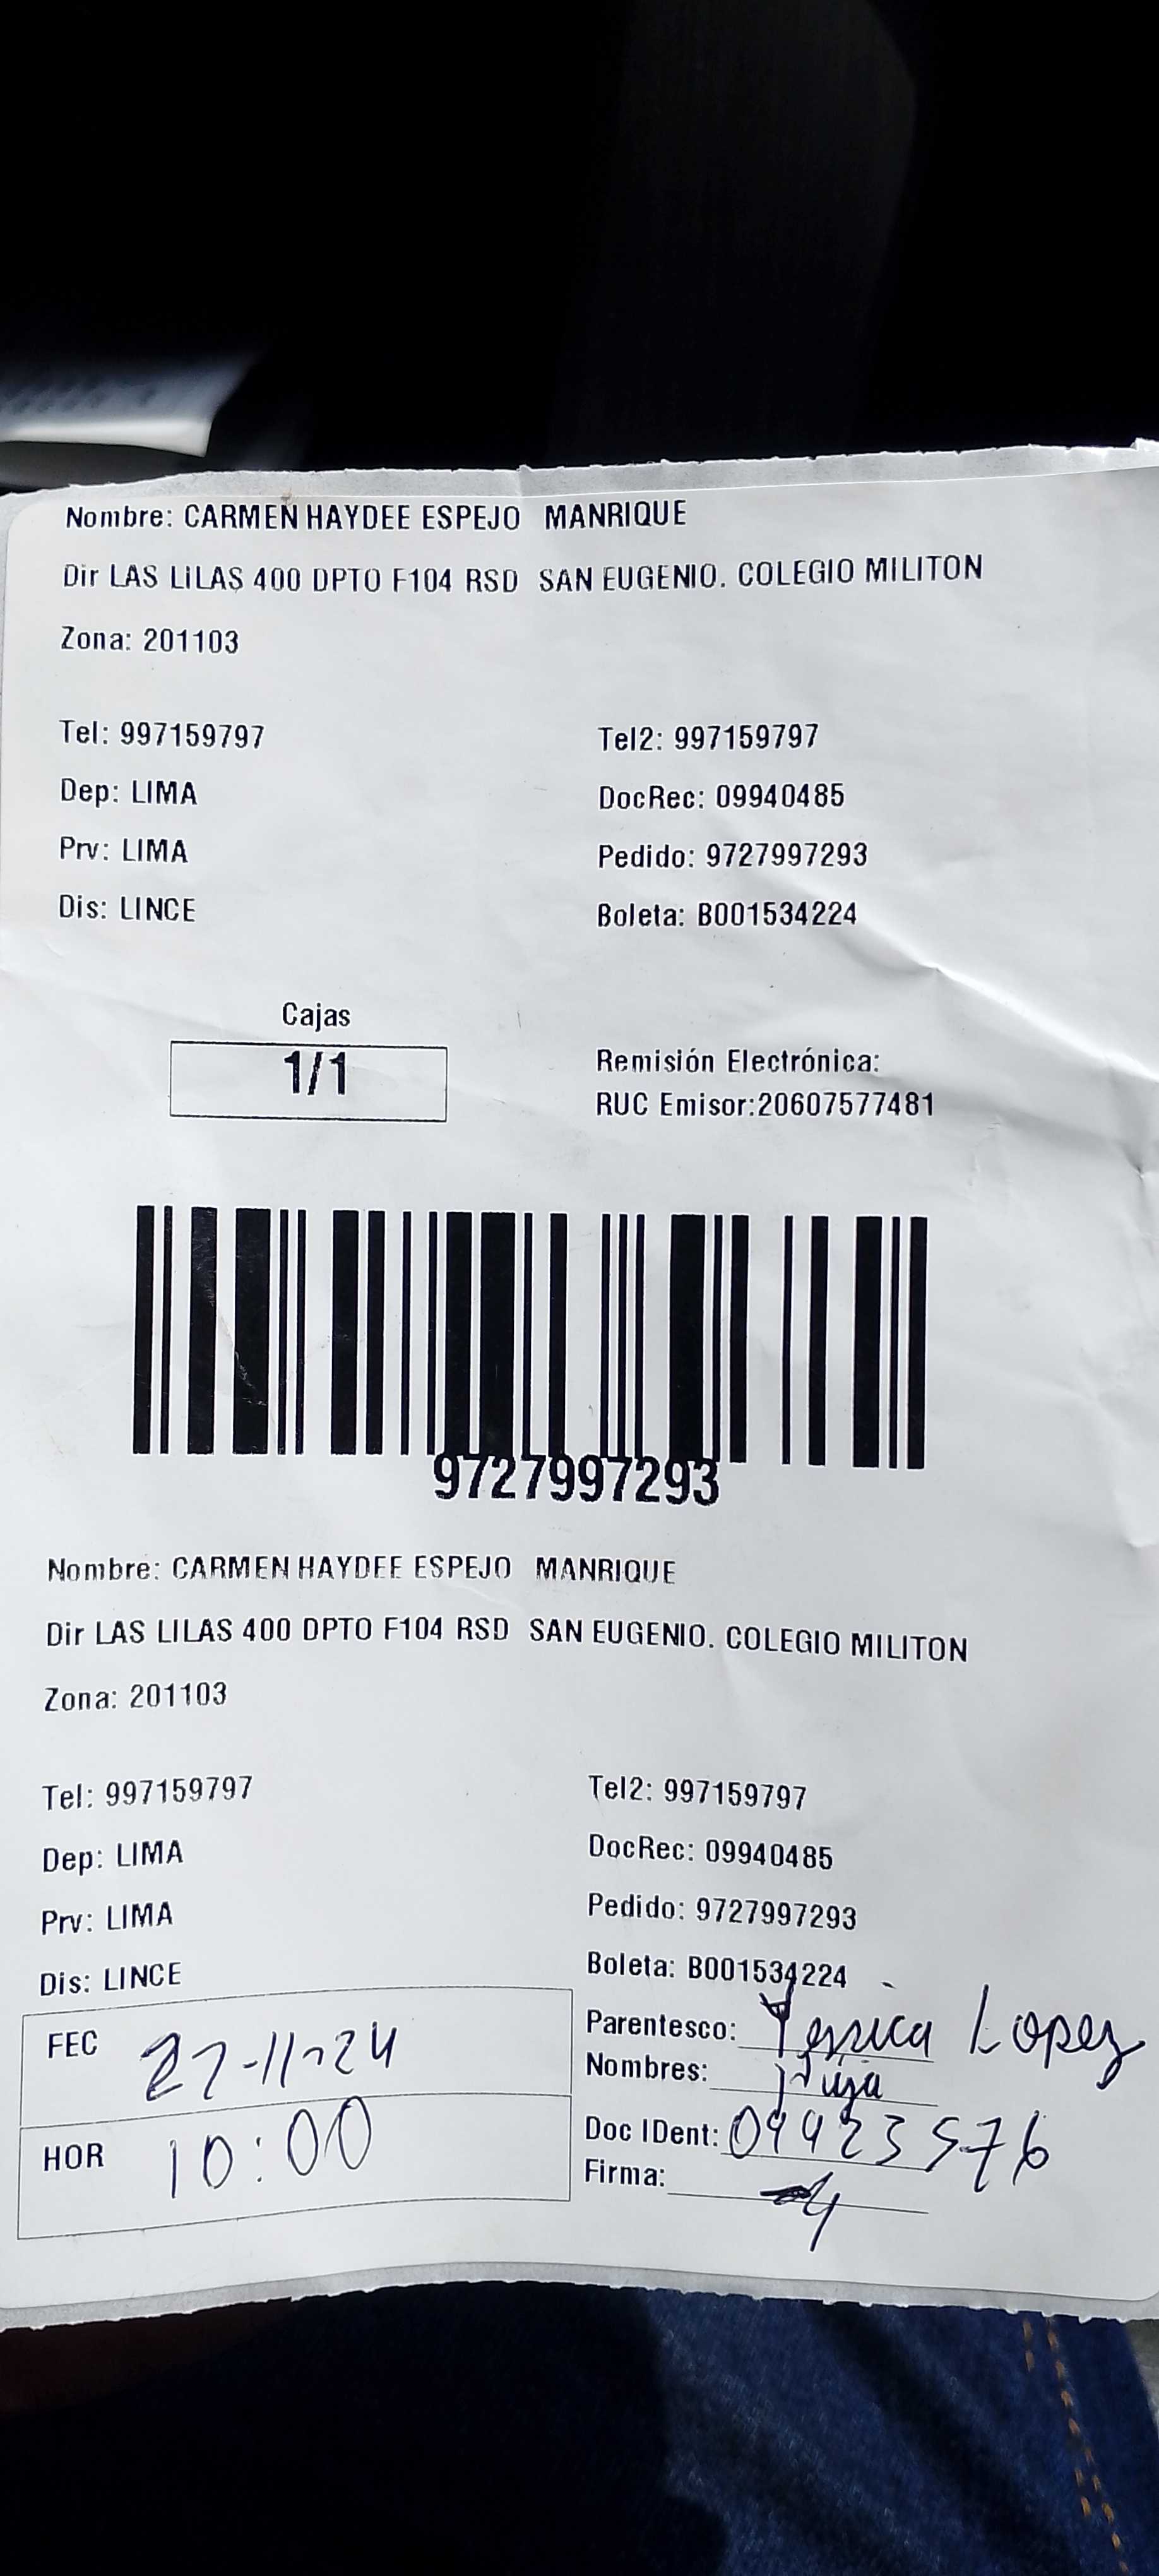 Nombre: CARMEN HAYDEE ESPEJO MANRIQUE
Dir LAS LILAS 400 DPTO F104 RSD SAN EUGENIO. COLEGIO MILITON
Zona: 201103
Tel: 997159797 Tel2: 997159797
Dep: LIMA DocRec: 09940485
Prv: LIMA Pedido: 9727997293
Dis: LINCE Boleta: B001534224
Cajas
1/1
Remisión Electrónica:
RUC Emisor:20607577481
9727997293
Nombre: CARMEN HAYDEE ESPEJO MANRIQUE
Dir LAS LILAS 400 DPTO F104 RSD SAN EUGENIO. COLEGIO MILITON
Zona: 201103
Tel: 997159797 Tel2: 997159797
Dep: LIMA DocRec: 09940485
Prv: LIMA Pedido: 9727997293
Dis: LINCE Boleta: B001534224
FEC 27-11-24
HOR 10:00
Parentesco: Yessica Lopez
Nombres:
Doc IDent: 09923576
Firma: